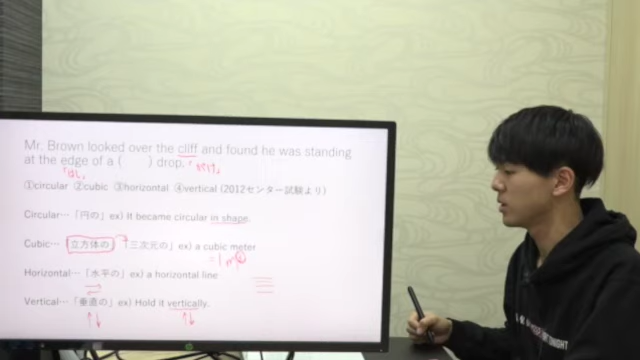 Mr. Brown looked over the cliff and found he was standing
at the edge of a ( ) drop.
「はし」
①circular ②cubic ③horizontal ④vertical (2012センター試験より)
Circular…「円の」ex) It became circular in shape.
Cubic…「立方体の」「三次元の」ex) a cubic meter
Horizontal…「水平の」ex) a horizontal line
Vertical…「垂直の」ex) Hold it vertically.